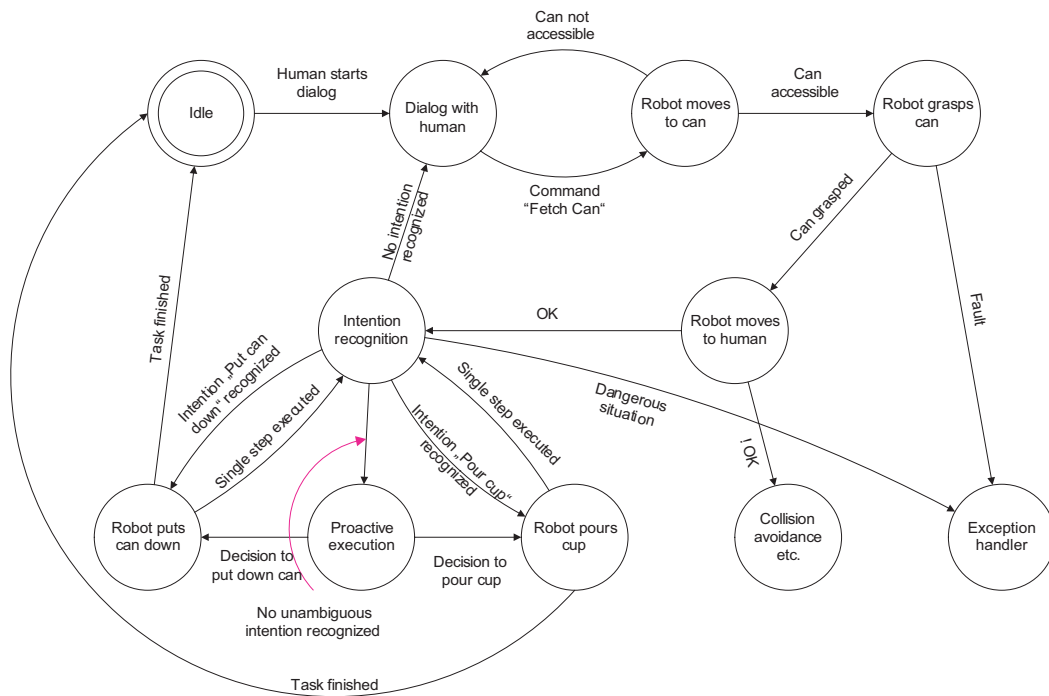 Can not
accessible
Human starts
dialog
Can
accessible
Idle
Dialog with
human
Robot moves
to can
Robot grasps
can
Command
“Fetch Can“
No intention
recognized
Can grasped
Fault
Task finished
Intention
recognition
OK
Robot moves
to human
Intention „Put can
down“ recognized
Single step executed
Single step executed
Intention „Pour cup“
recognized
Dangerous
situation
! OK
Robot puts
can down
Proactive
execution
Robot pours
cup
Collision
avoidance
etc.
Exception
handler
Decision to
put down can
Decision to
pour cup
No unambiguous
intention recognized
Task finished